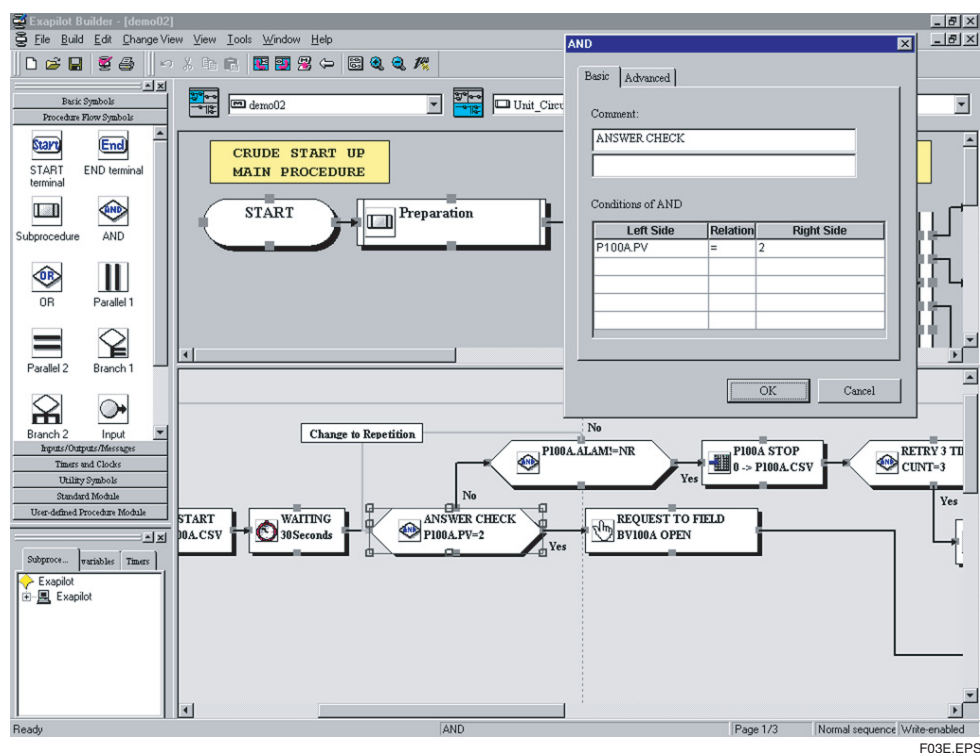 Exapilot Builder - [demo02]
File Build Edit Change View View Tools Window Help
Basic Symbols
Procedure Flow Symbols
START terminal
END terminal
Subprocedure
AND
OR
Parallel 1
Parallel 2
Branch 1
Branch 2
Input
Inputs/Outputs/Messages
Timers and Clocks
Utility Symbols
Standard Module
User-defined Procedure Module
Subproce...
variables
Timers
Exapilot
Exapilot
demo02
Unit_Circu
CRUDE START UP
MAIN PROCEDURE
START
Preparation
AND
Basic
Advanced
Comment:
ANSWER CHECK
Conditions of AND
Left Side Relation Right Side
P100A.PV = 2
OK
Cancel
Change to Repetition
No
P100A.ALAM!=NR
Yes
P100A STOP
0 -> P100A.CSV
RETRY 3 TI
CUNT=3
Yes
START
00A.CSV
WAITING
30Seconds
No
ANSWER CHECK
P100A.PV=2
Yes
REQUEST TO FIELD
BV100A OPEN
Ready
AND
Page 1/3
Normal sequence
Write-enabled
F03E.EPS